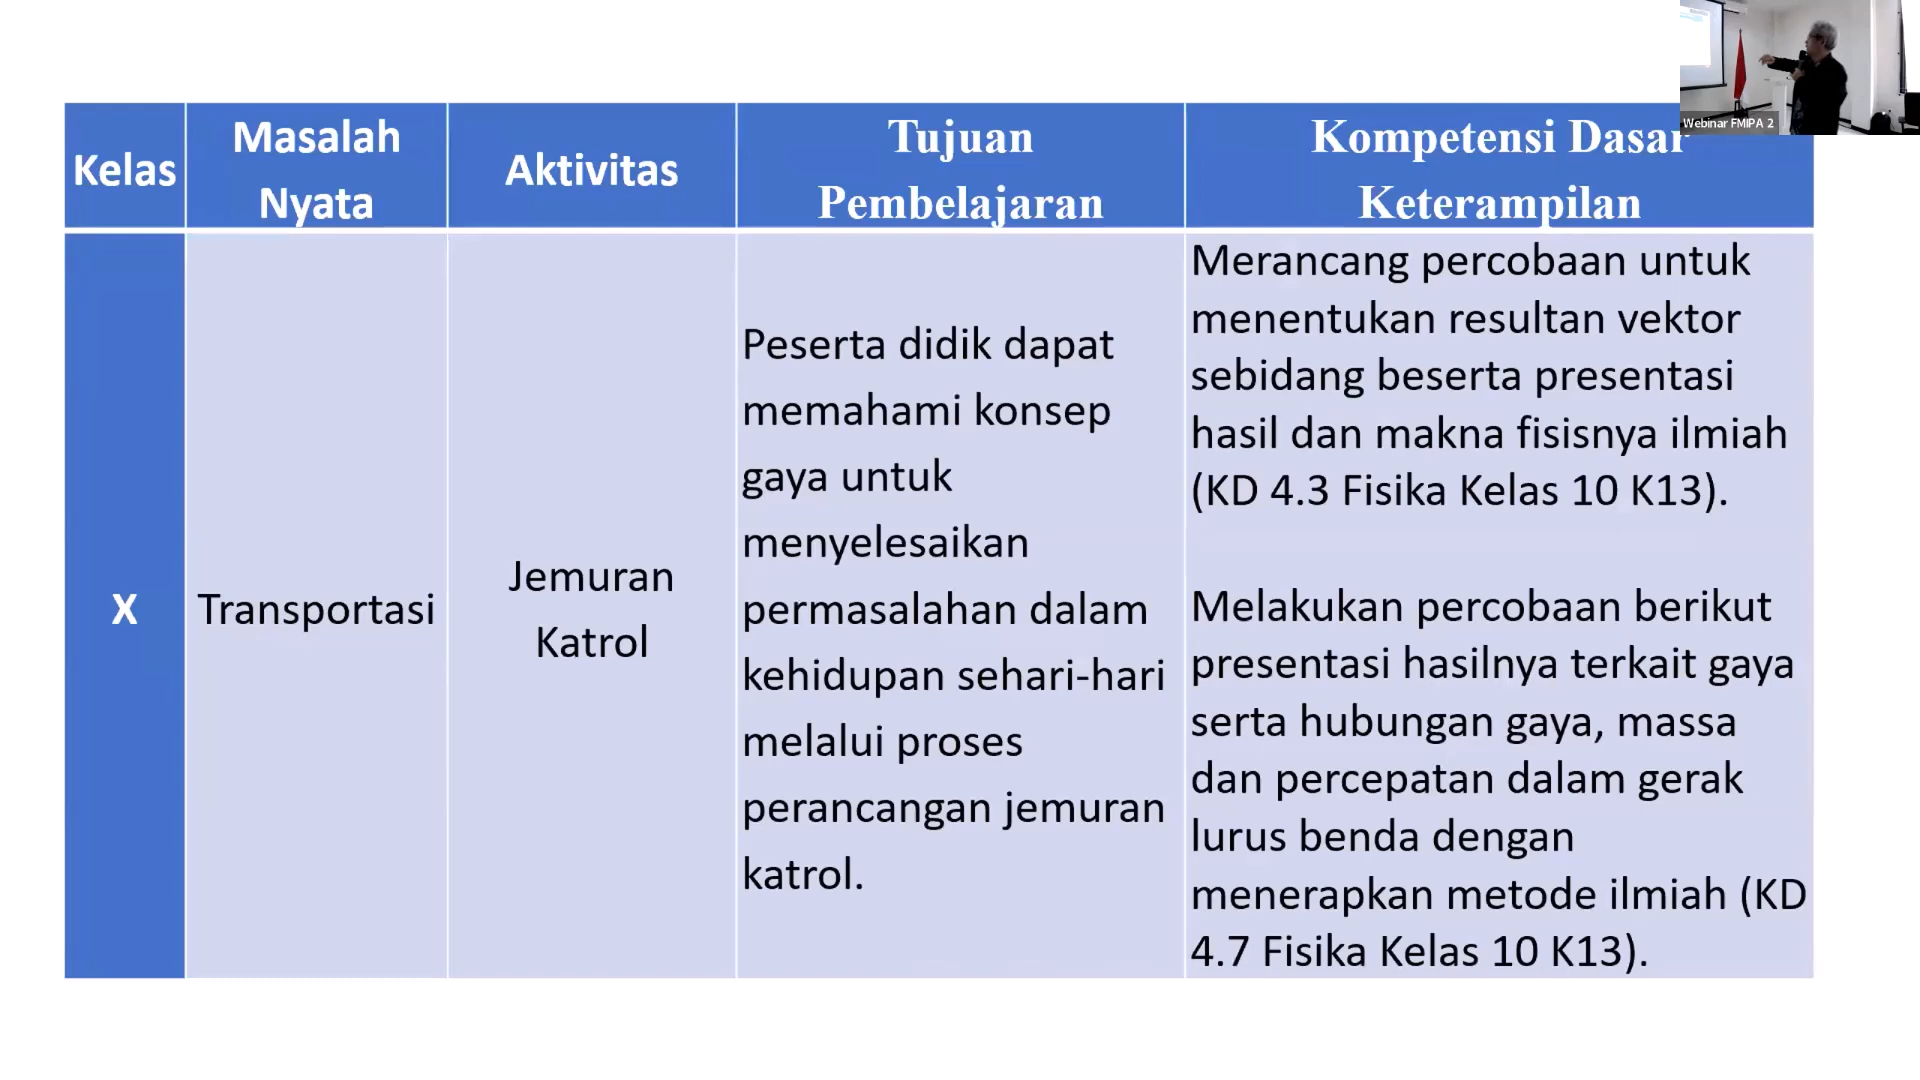 Kelas
Masalah
Nyata
Aktivitas
Tujuan
Pembelajaran
Kompetensi Dasar
Keterampilan
X
Transportasi
Jemuran
Katrol
Peserta didik dapat
memahami konsep
gaya untuk
menyelesaikan
permasalahan dalam
kehidupan sehari-hari
melalui proses
perancangan jemuran
katrol.
Merancang percobaan untuk
menentukan resultan vektor
sebidang beserta presentasi
hasil dan makna fisisnya ilmiah
(KD 4.3 Fisika Kelas 10 K13).
Melakukan percobaan berikut
presentasi hasilnya terkait gaya
serta hubungan gaya, massa
dan percepatan dalam gerak
lurus benda dengan
menerapkan metode ilmiah (KD
4.7 Fisika Kelas 10 K13).
Webinar FMIPA 2